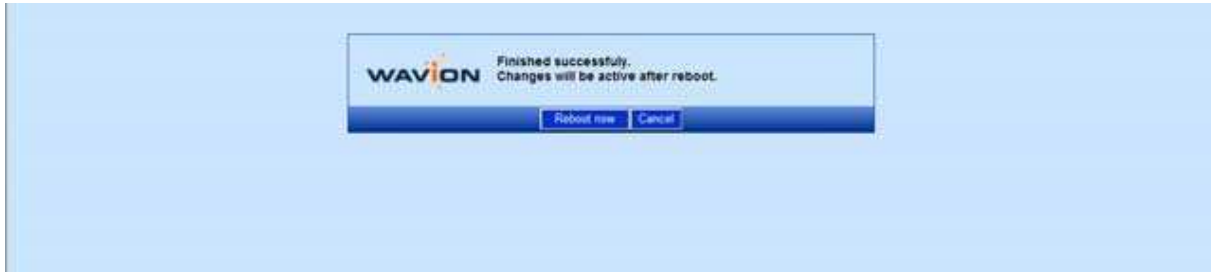 WAVION
Finished successfuly.
Changes will be active after reboot.
Reboot now
Cancel